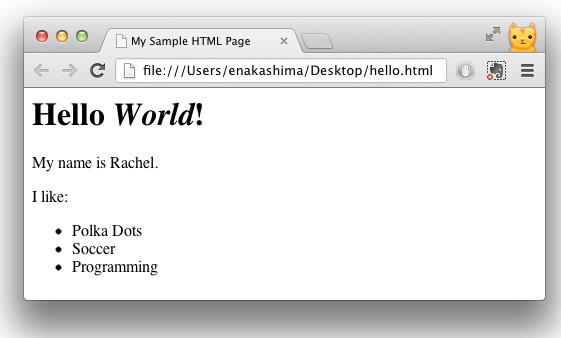 My Sample HTML Page
file:///Users/enakashima/Desktop/hello.html
Hello World!
My name is Rachel.
I like:
• Polka Dots
• Soccer
• Programming